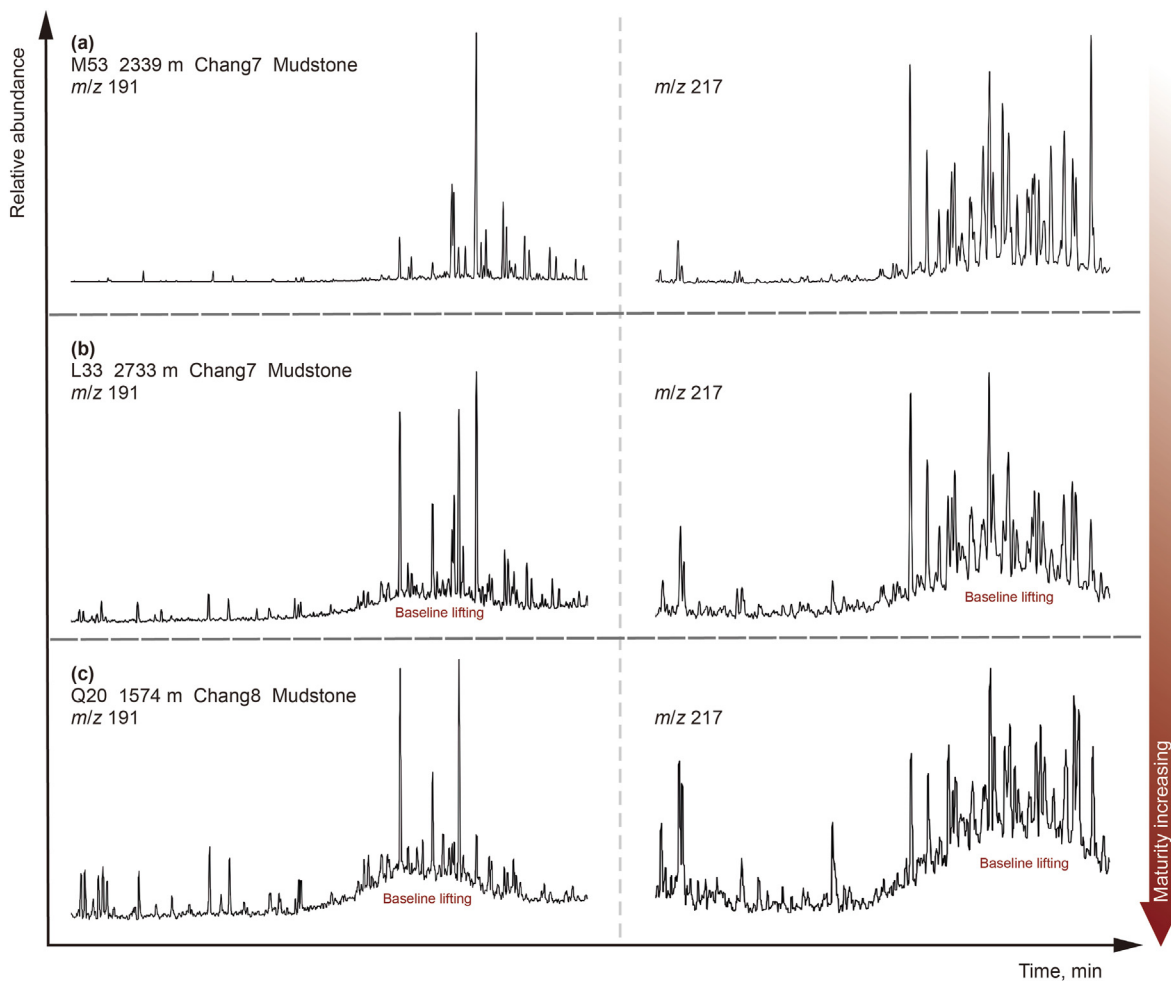 Relative abundance
(a)
M53 2339 m Chang7 Mudstone
m/z 191
m/z 217
(b)
L33 2733 m Chang7 Mudstone
m/z 191
m/z 217
Baseline lifting
Baseline lifting
(c)
Q20 1574 m Chang8 Mudstone
m/z 191
m/z 217
Baseline lifting
Baseline lifting
Maturity increasing
Time, min